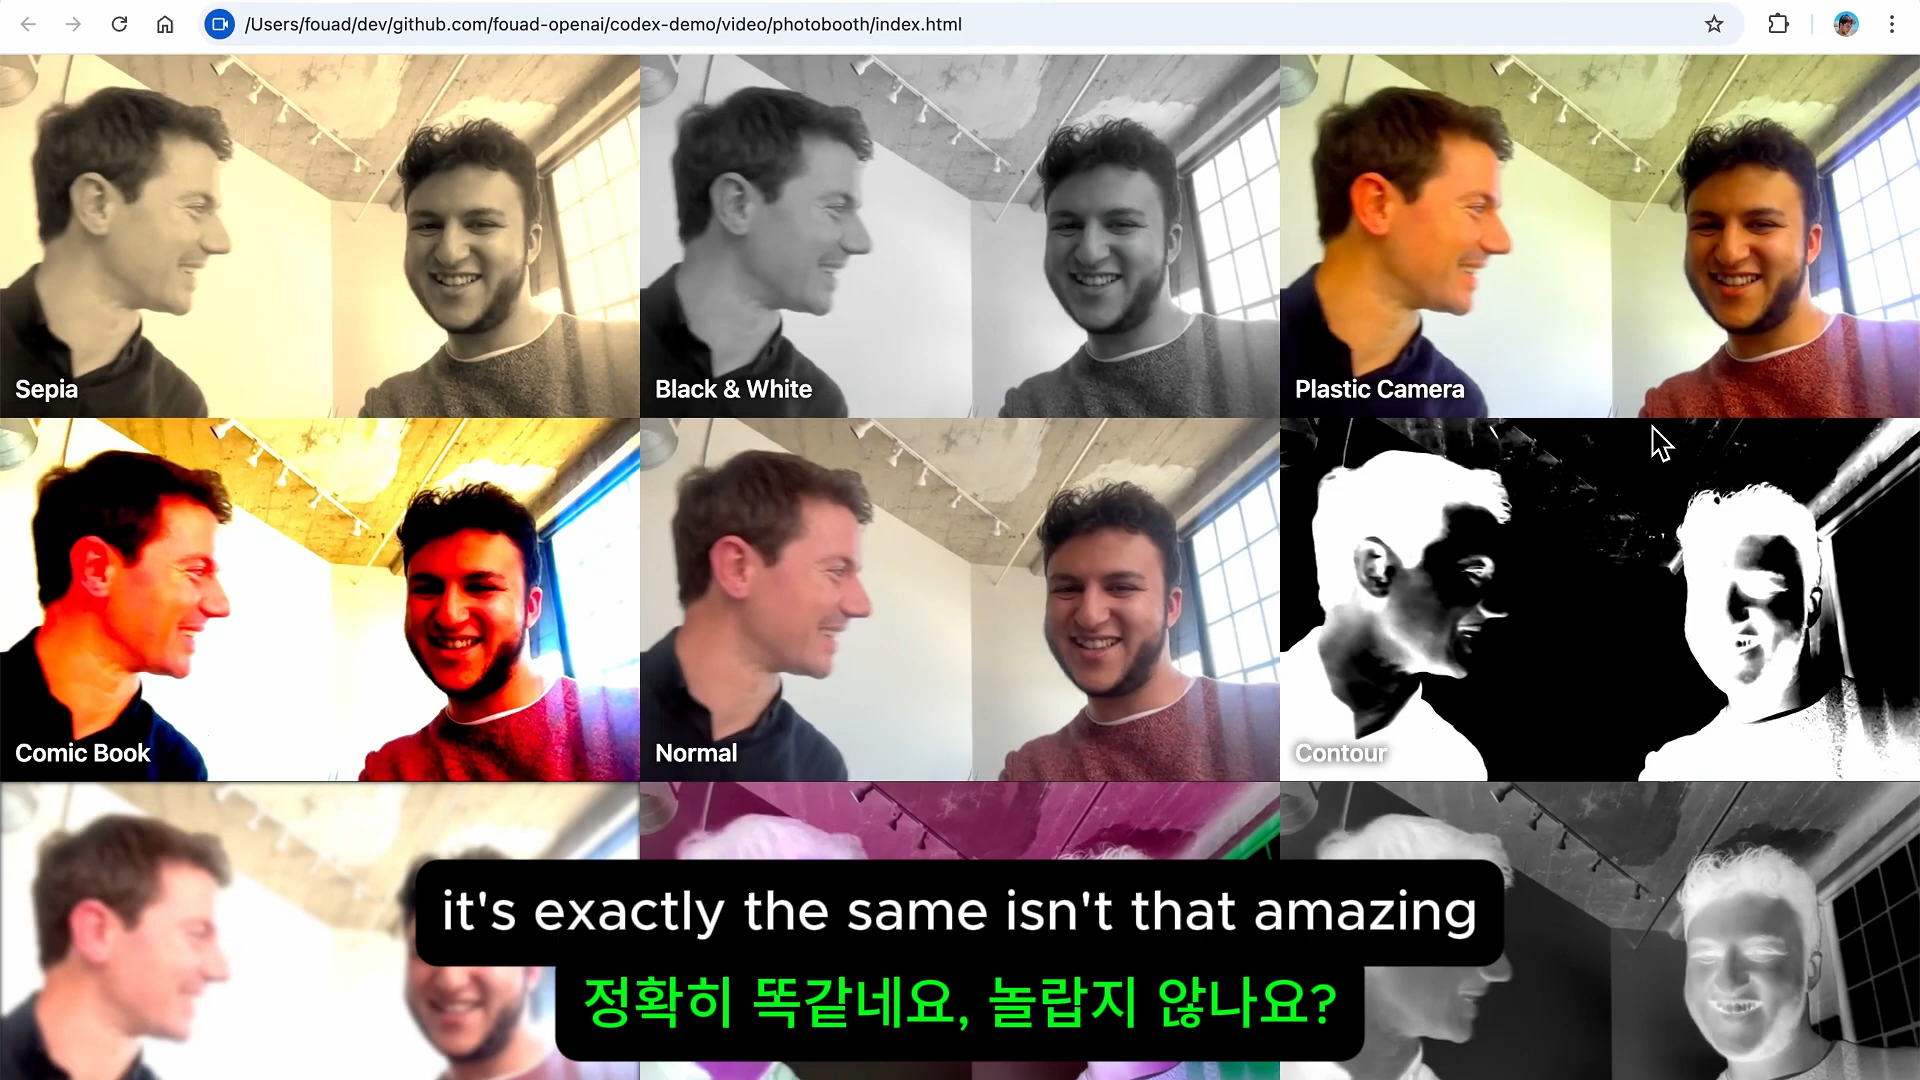 /Users/fouad/dev/github.com/fouad-openai/codex-demo/video/photobooth/index.html
Sepia
Black & White
Plastic Camera
Comic Book
Normal
Contour
it's exactly the same isn't that amazing
정확히 똑같네요, 놀랍지 않나요?